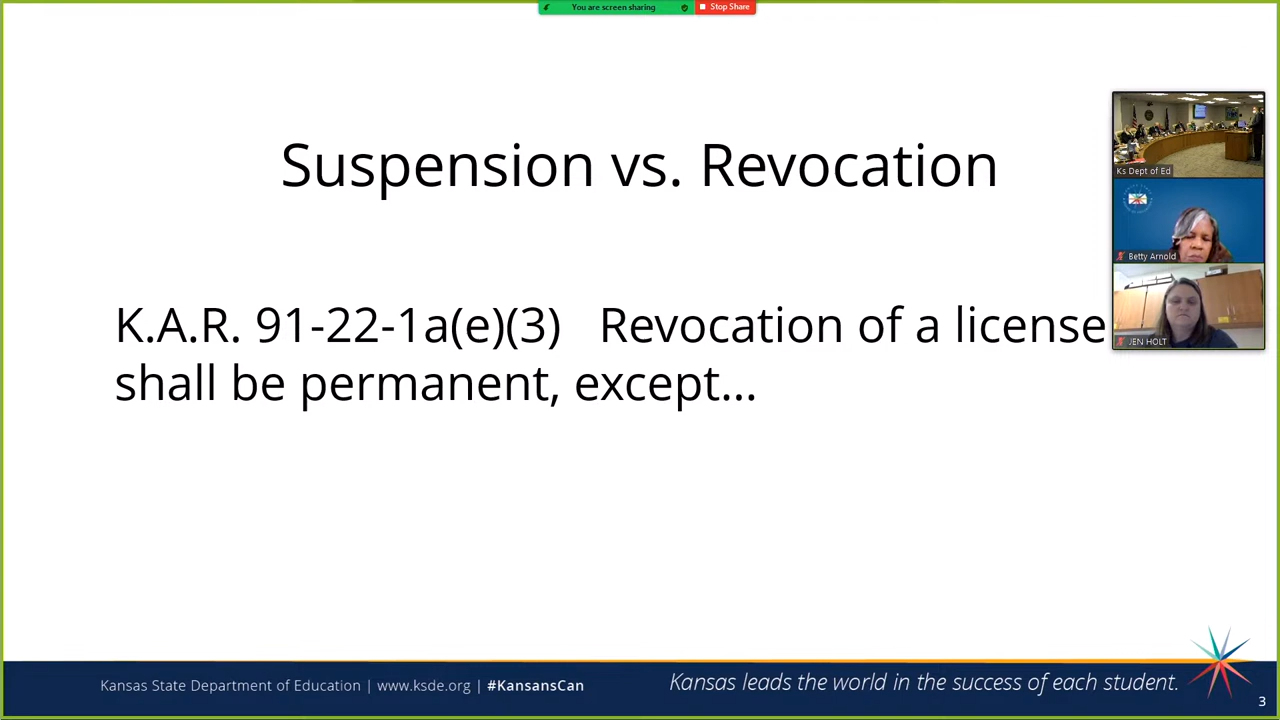 You are screen sharing
Stop Share
Suspension vs. Revocation
Ks Dept of Ed
Betty Arnold
JEN HOLT
K.A.R. 91-22-1a(e)(3) Revocation of a license
shall be permanent, except...
Kansas State Department of Education | www.ksde.org | #KansansCan
Kansas leads the world in the success of each student.
3